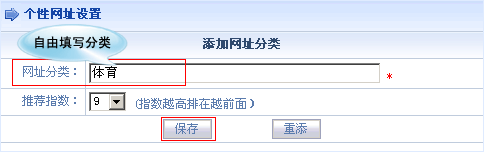 个性网址设置
自由填写分类
添加网址分类
网址分类： 体育 *
推荐指数： 9 (指数越高排在越前面）
保存 重添